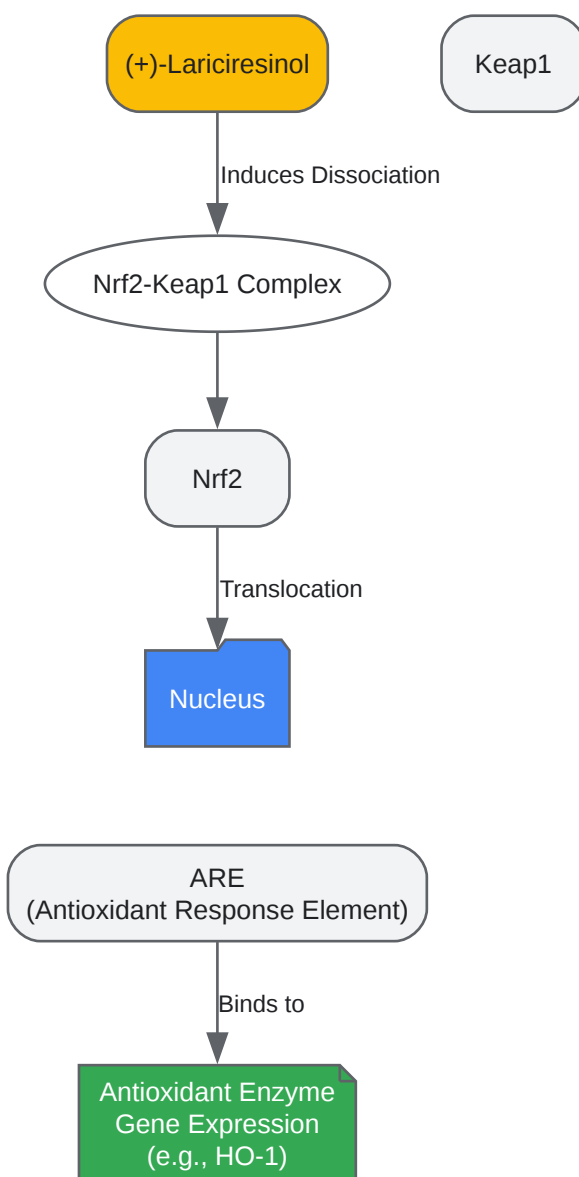 (+)-Lariciresinol
Keap1
Induces Dissociation
Nrf2-Keap1 Complex
Nrf2
Translocation
Nucleus
ARE
(Antioxidant Response Element)
Binds to
Antioxidant Enzyme
Gene Expression
(e.g., HO-1)